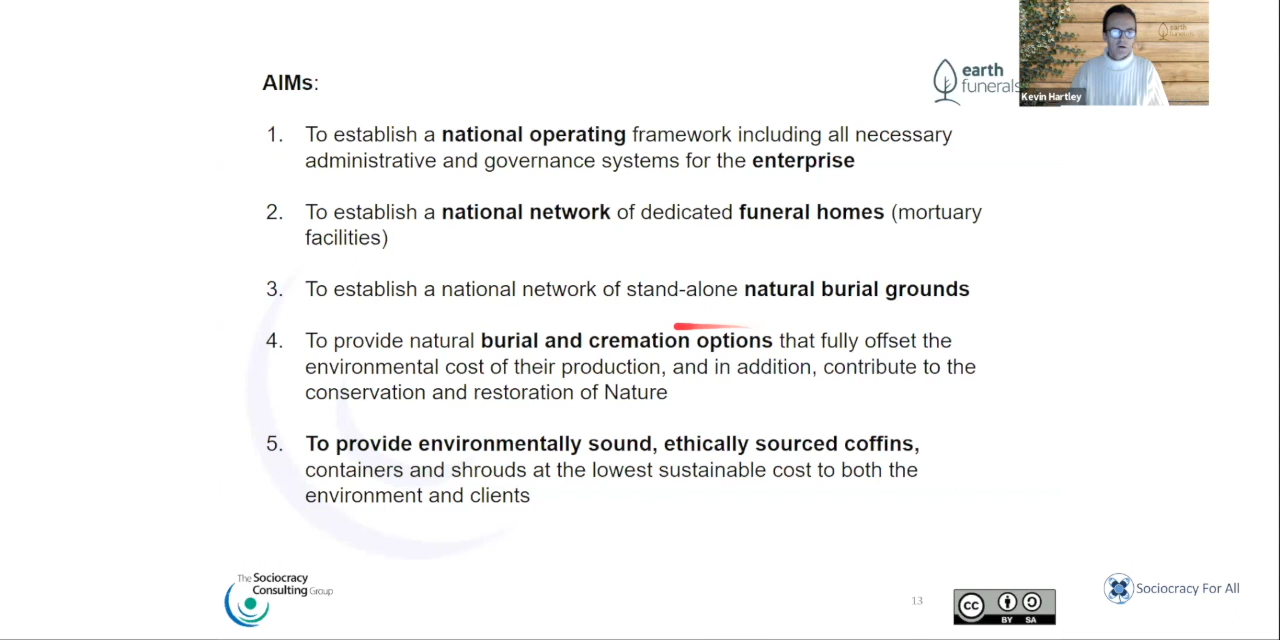 AIMs:
earth
funerals
earth
funerals
Kevin Hartley
1. To establish a national operating framework including all necessary
administrative and governance systems for the enterprise
2. To establish a national network of dedicated funeral homes (mortuary
facilities)
3. To establish a national network of stand-alone natural burial grounds
4. To provide natural burial and cremation options that fully offset the
environmental cost of their production, and in addition, contribute to the
conservation and restoration of Nature
5. To provide environmentally sound, ethically sourced coffins,
containers and shrouds at the lowest sustainable cost to both the
environment and clients
The Sociocracy
Consulting Group
13
cc
BY SA
Sociocracy For All